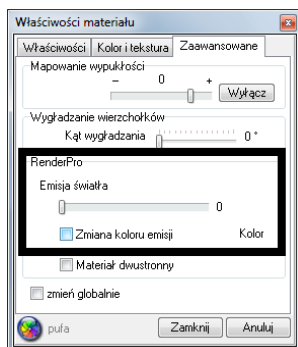 Właściwości materiału
Właściwości Kolor i tekstura Zaawansowane
Mapowanie wypukłości
- 0 +
Wyłącz
Wygładzanie wierzchołków
Kąt wygładzania 0 °
RenderPro
Emisja światła
0
Zmiana koloru emisji Kolor
Materiał dwustronny
zmień globalnie
pufa Zamknij Anuluj